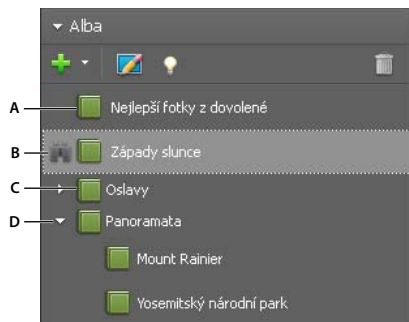 Alba
A Nejlepší fotky z dovolené
B Západy slunce
C Oslavy
D Panoramata
Mount Rainier
Yosemitský národní park